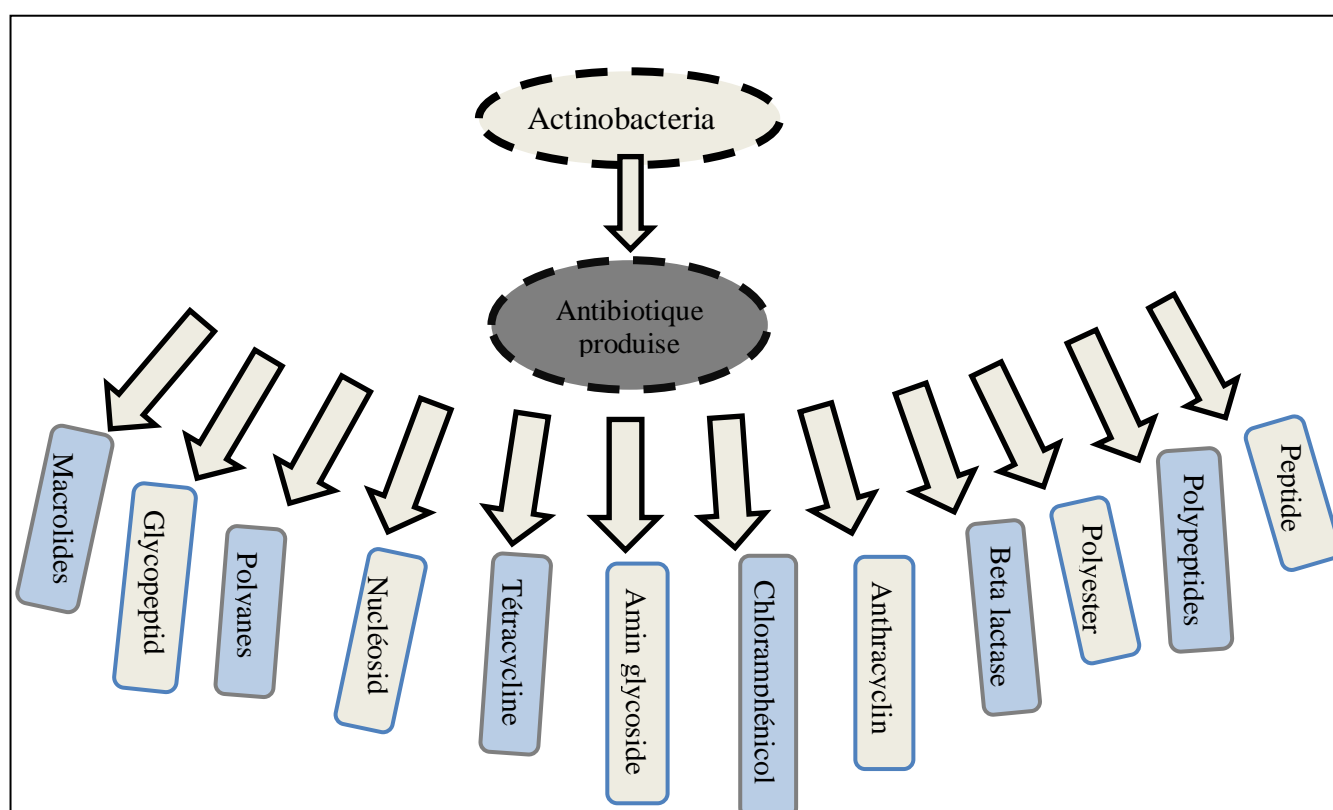 Actinobacteria
Antibiotique
produise
Macrolides
Glycopeptid
Polyanes
Nucléosid
Tétracycline
Amin glycoside
Chloramphénicol
Anthracyclin
Beta lactase
Polyester
Polypeptides
Peptide